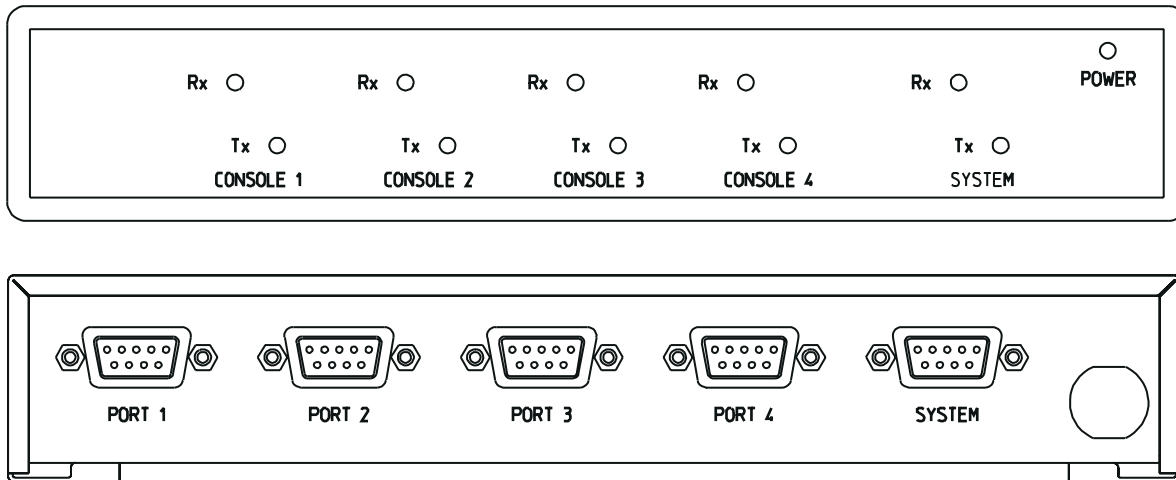 POWER
Rx Rx Rx Rx Rx
Tx Tx Tx Tx Tx
CONSOLE 1 CONSOLE 2 CONSOLE 3 CONSOLE 4 SYSTEM
PORT 1 PORT 2 PORT 3 PORT 4 SYSTEM